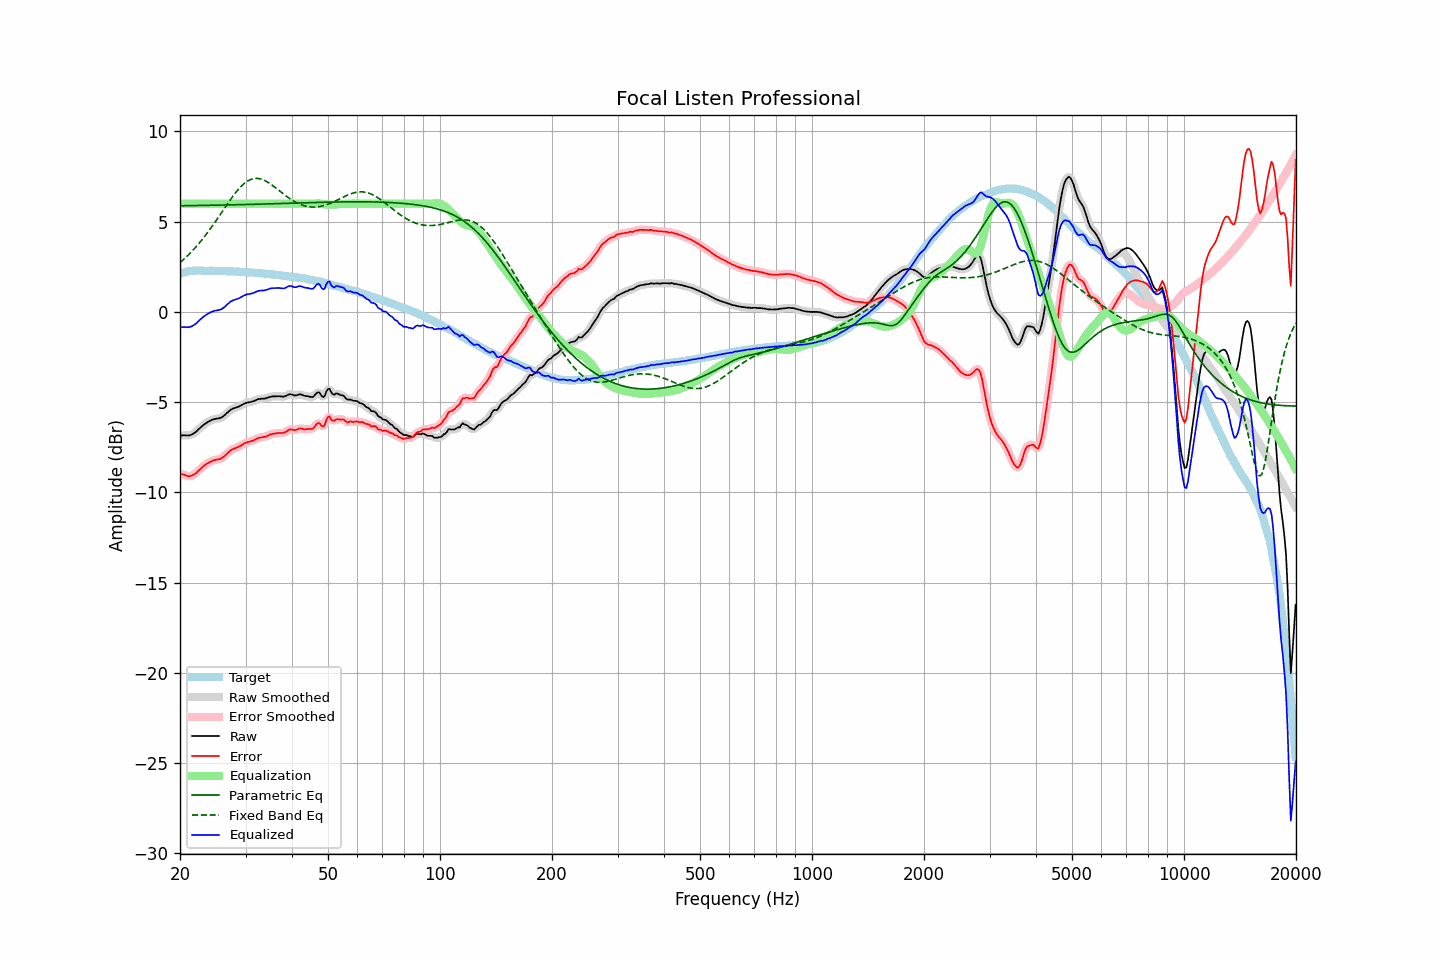 Focal Listen Professional
Amplitude (dBr)
10
5
0
−5
−10
−15
−20
−25
−30
Target
Raw Smoothed
Error Smoothed
Raw
Error
Equalization
Parametric Eq
Fixed Band Eq
Equalized
20 50 100 200 500 1000 2000 5000 10000 20000
Frequency (Hz)